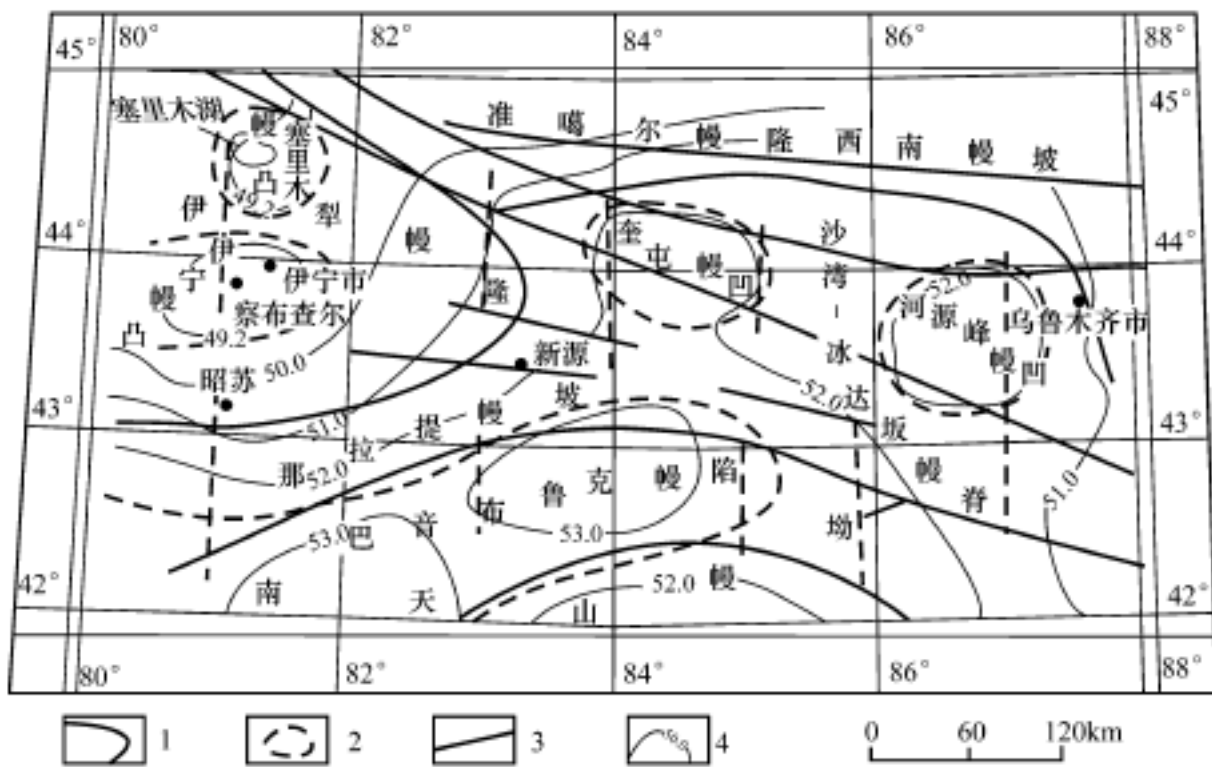 80° 82° 84° 86° 88°
45° 45°
塞里木湖
塞里木幔凸
49.2
准噶尔幔隆西南幔坡
伊犁幔隆
44° 44°
伊宁幔凸
伊宁市
察布查尔
49.2
奎屯幔凹
沙湾-冰达坂幔脊
52.0
河源峰幔凹
乌鲁木齐市
昭苏
50.0
新源
52.0
43° 43°
51.0
那拉提幔坡
52.0
51.0
巴音布鲁克幔陷
53.0
53.0
坳
南天山幔
52.0
42° 42°
80° 82° 84° 86° 88°
1 2 3 4
0 60 120km